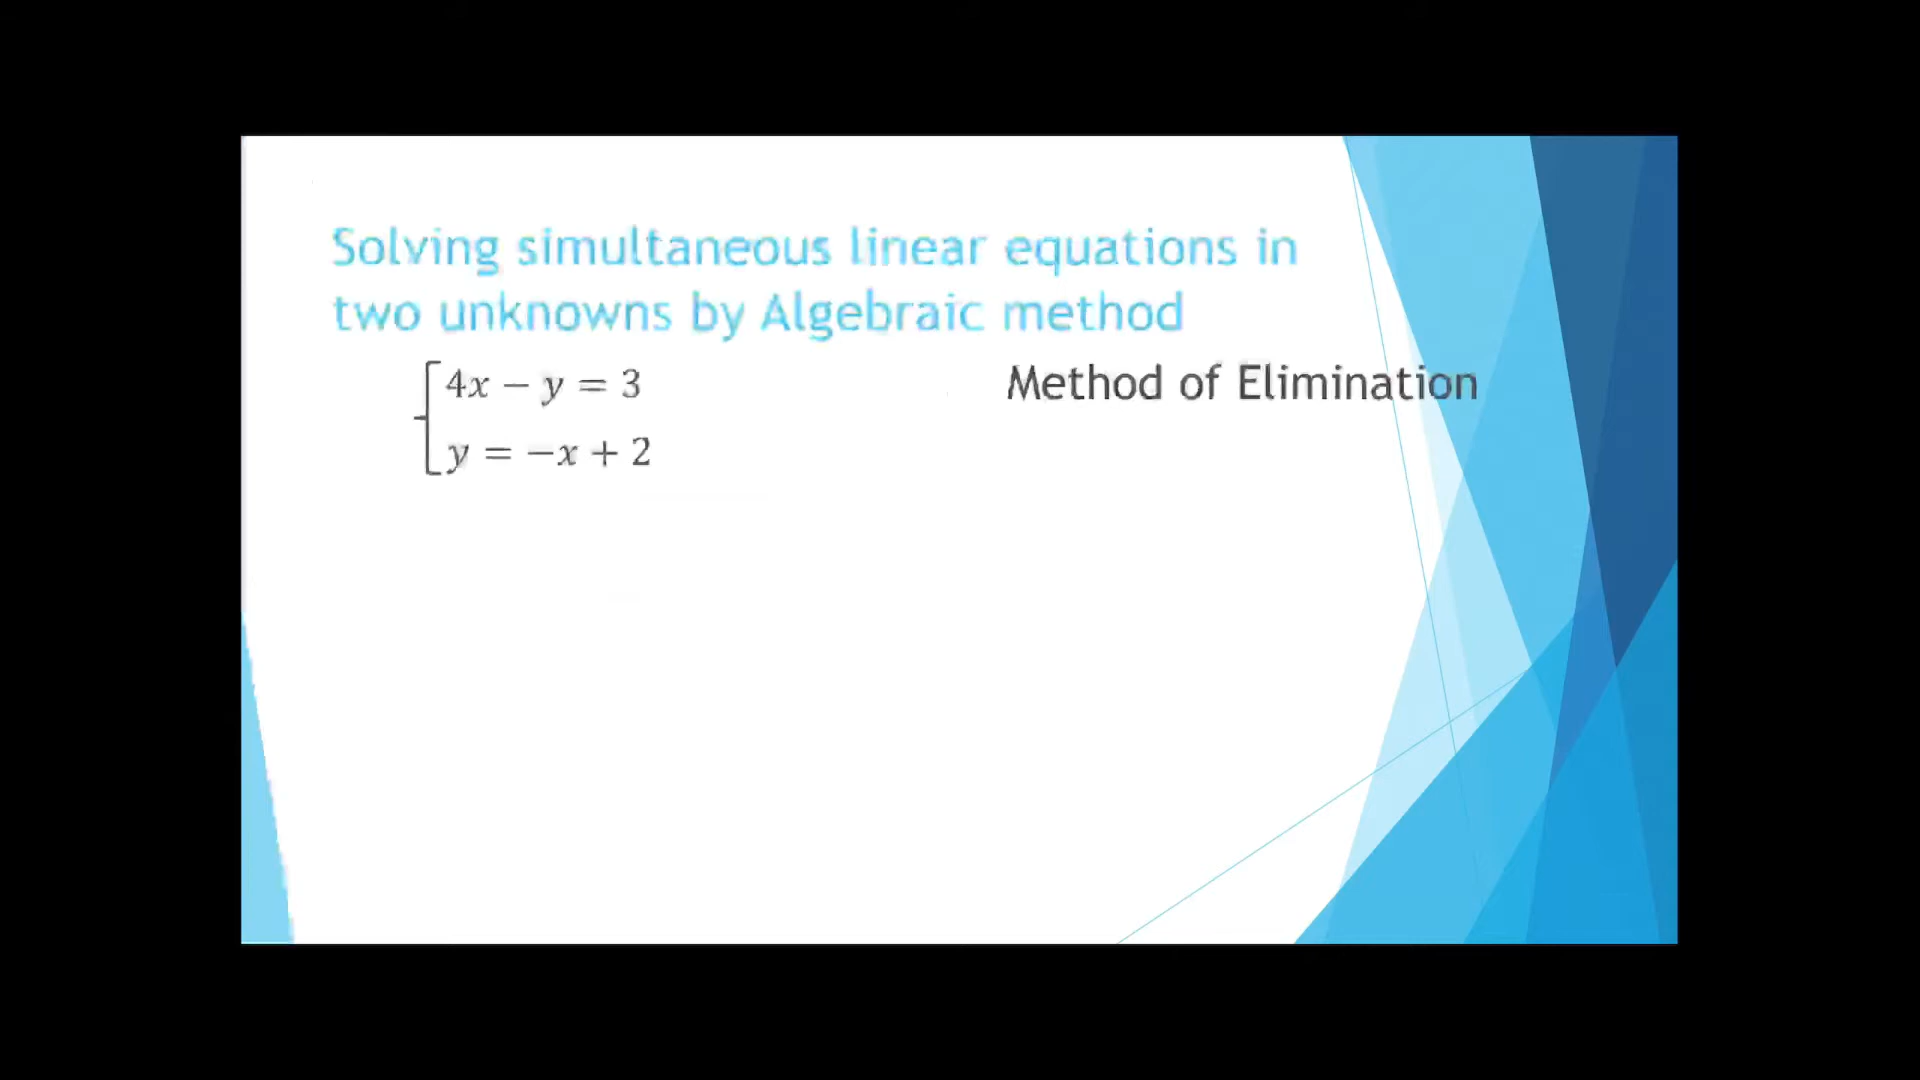 Solving simultaneous linear equations in
two unknowns by Algebraic method
4x − y = 3
Method of Elimination
y = −x + 2